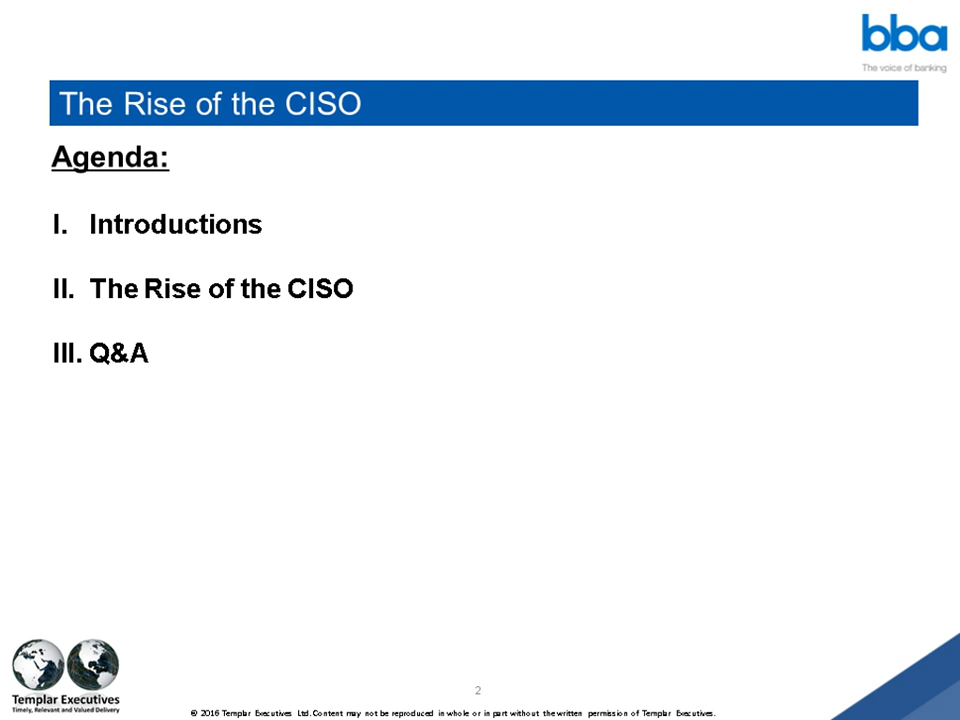 bba
The voice of banking
The Rise of the CISO
Agenda:
I. Introductions
II. The Rise of the CISO
III. Q&A
Templar Executives
Timely, Relevant and Valued Delivery
2
© 2016 Templar Executives Ltd. Content may not be reproduced in whole or in part without the written permission of Templar Executives.